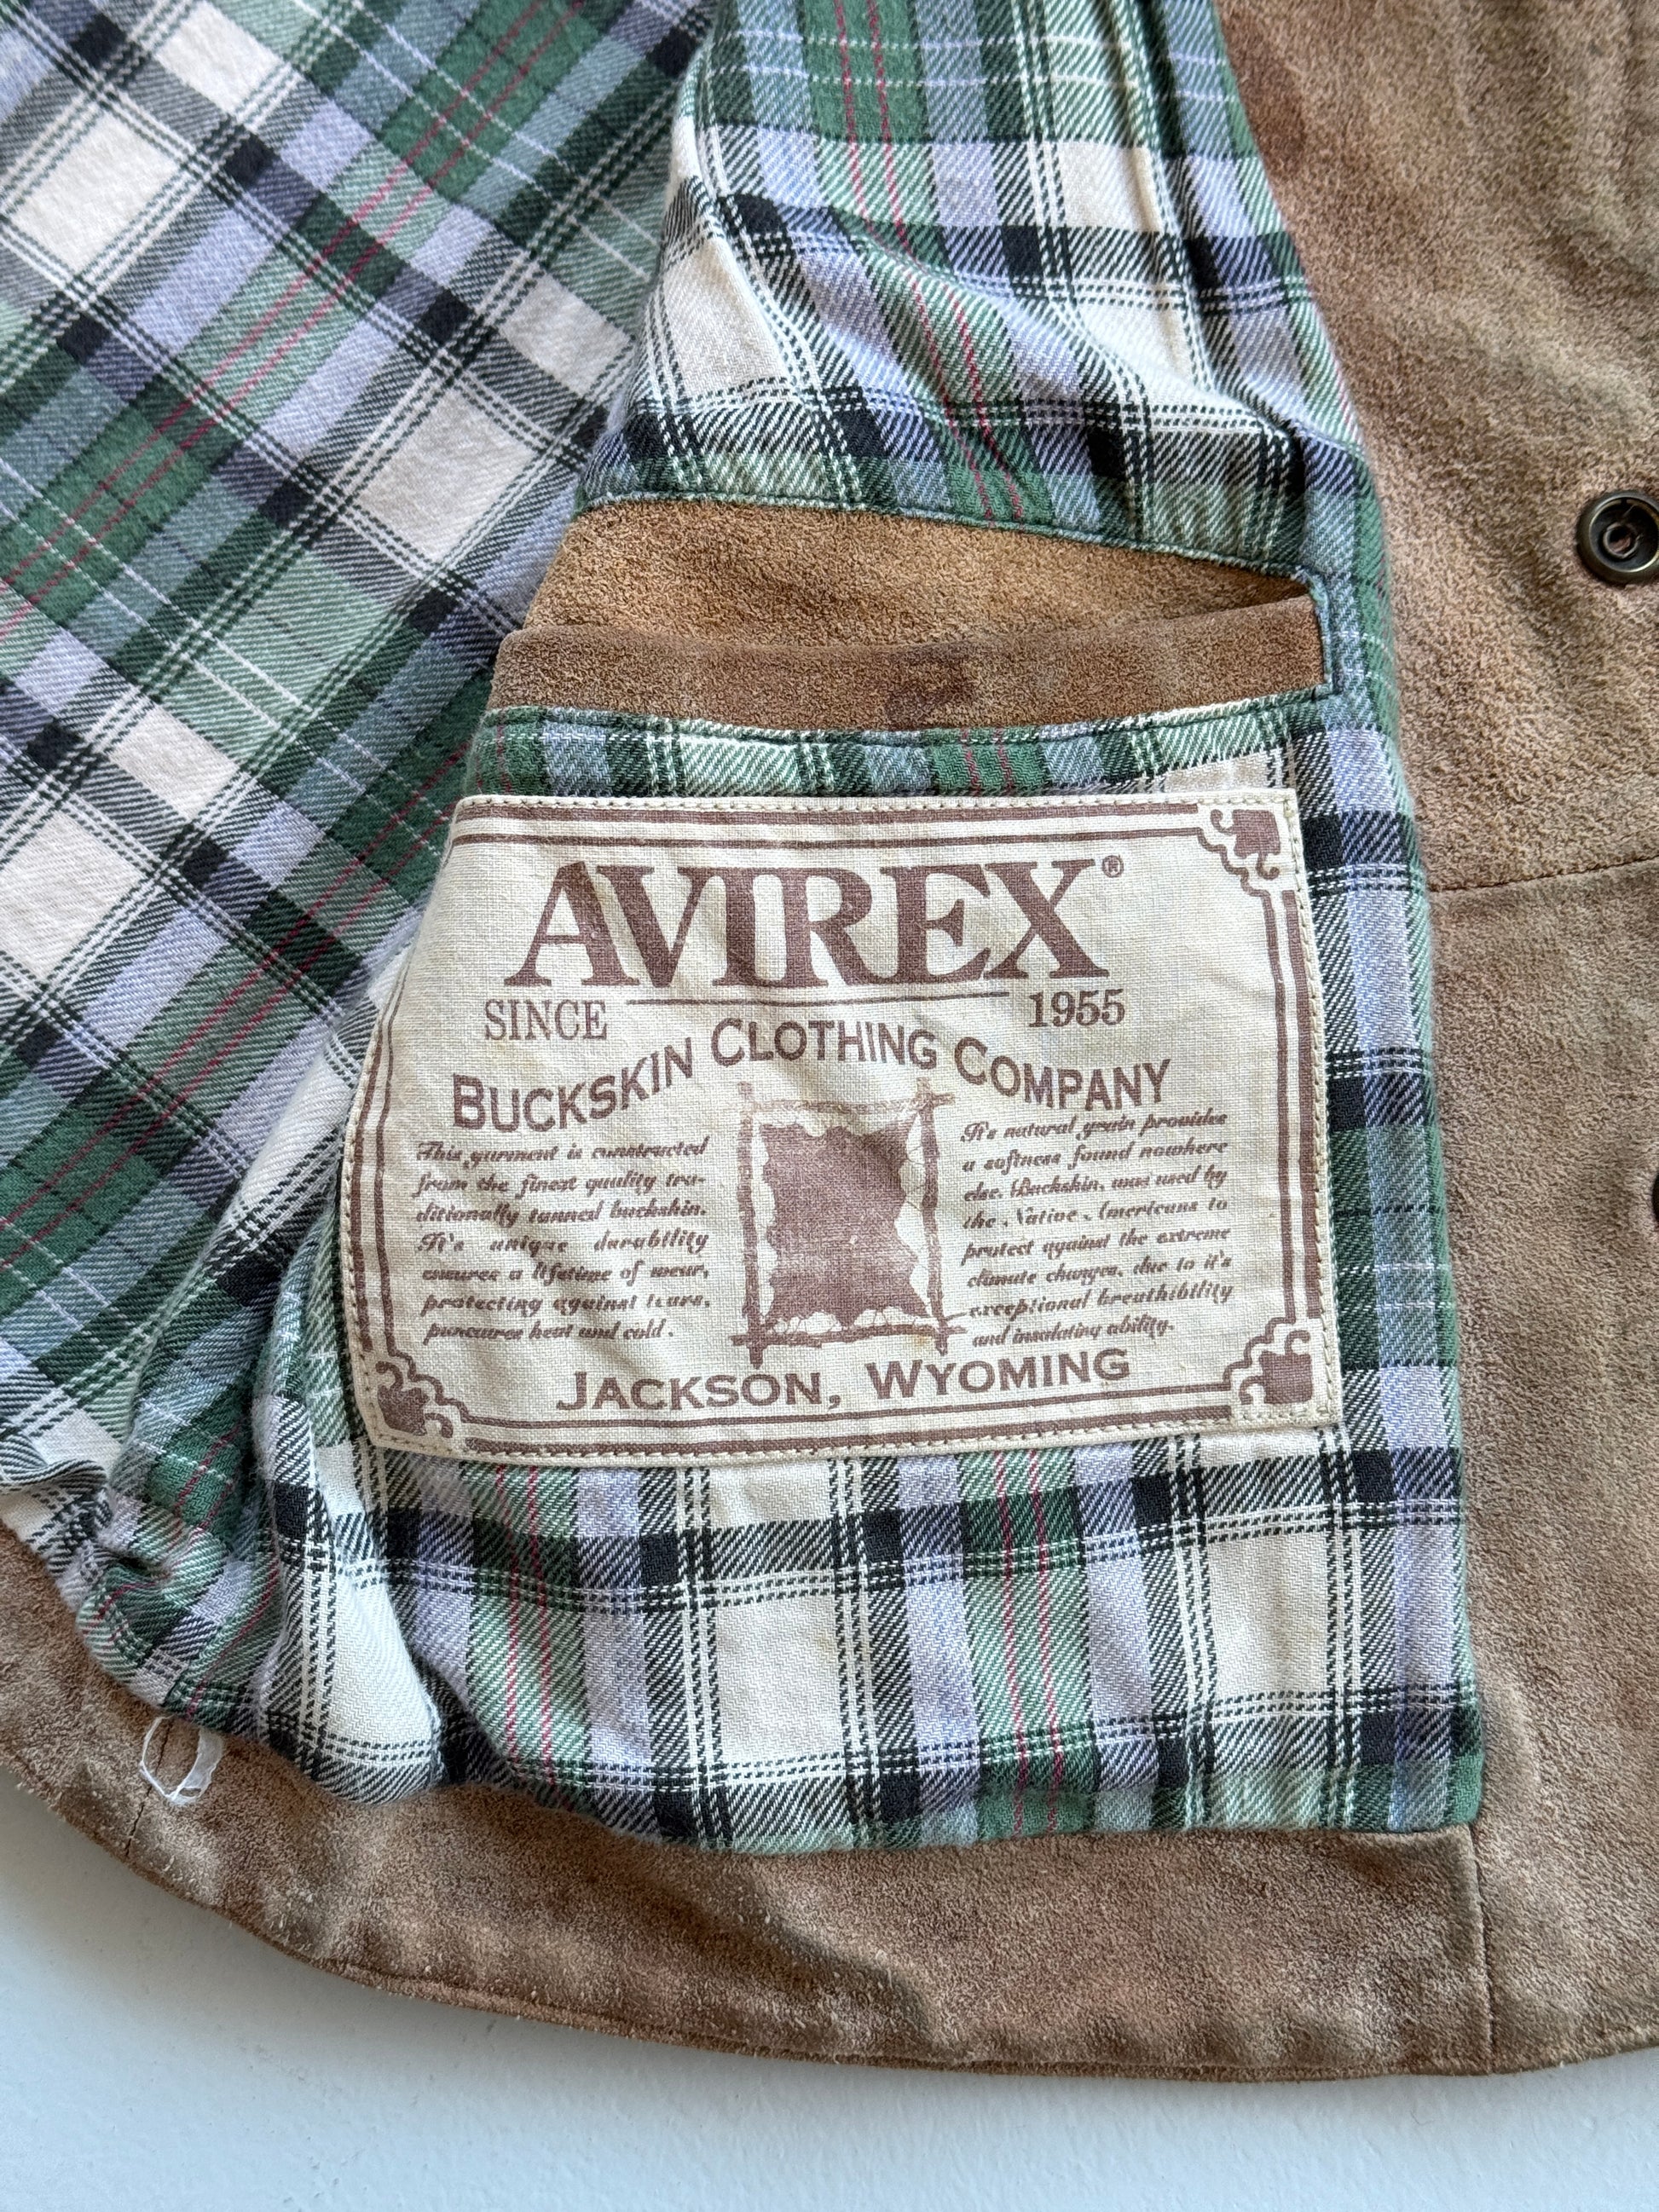 AVIREX®
SINCE 1955
BUCKSKIN CLOTHING COMPANY
This garment is constructed
from the finest quality tra-
ditionally tanned buckskin.
It's unique durability
ensures a lifetime of wear,
protecting against tears,
punctures heat and cold.
It's natural grain provides
a softness found nowhere
else. Buckskin, was used by
the Native Americans to
protect against the extreme
climate changes, due to it's
exceptional breathibility
and insulating ability.
JACKSON, WYOMING